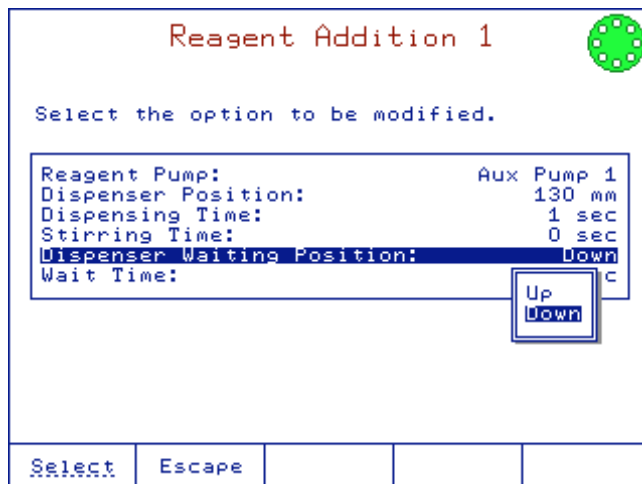 Reagent Addition 1
Select the option to be modified.
Reagent Pump: Aux Pump 1
Dispenser Position: 130 mm
Dispensing Time: 1 sec
Stirring Time: 0 sec
Dispenser Waiting Position: Down
Wait Time: c
Up
Down
Select Escape